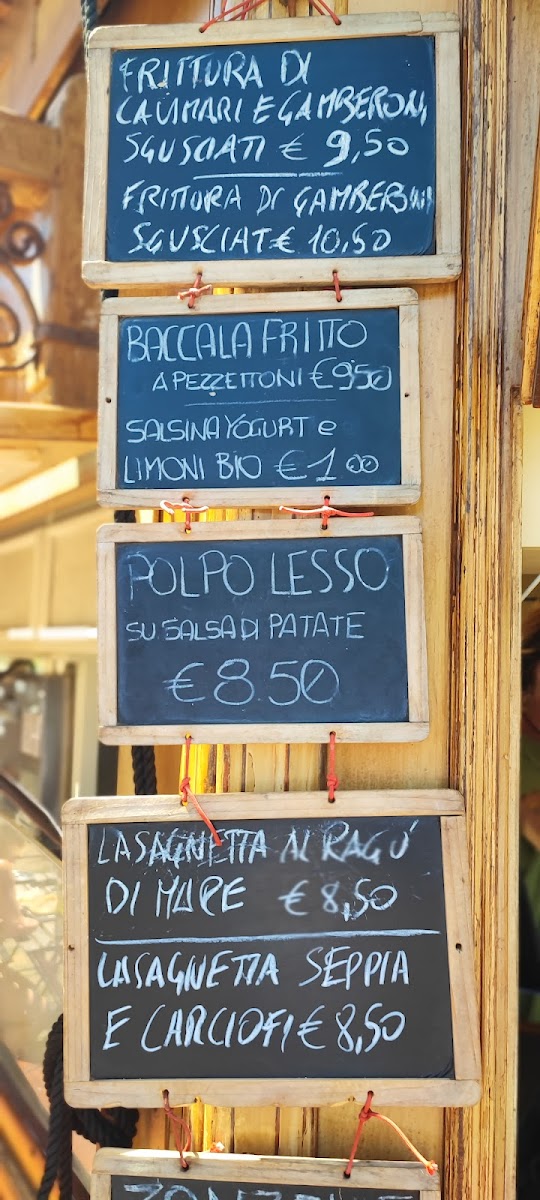 FRITTURA DI
CALIMARI E GAMBERONI
SGUSCIATI € 9,50
FRITTURA DI GAMBERONI
SGUSCIATI € 10,50
BACCALA FRITTO
A PEZZETTONI € 9,50
SALSINA YOGURT e
LIMONI BIO € 1,00
POLPO LESSO
SU SALSA DI PATATE
€ 8.50
LASAGNETTA AL RAGU'
DI MARE € 8,50
LASAGNETTA SEPPIA
E CARCIOFI € 8,50